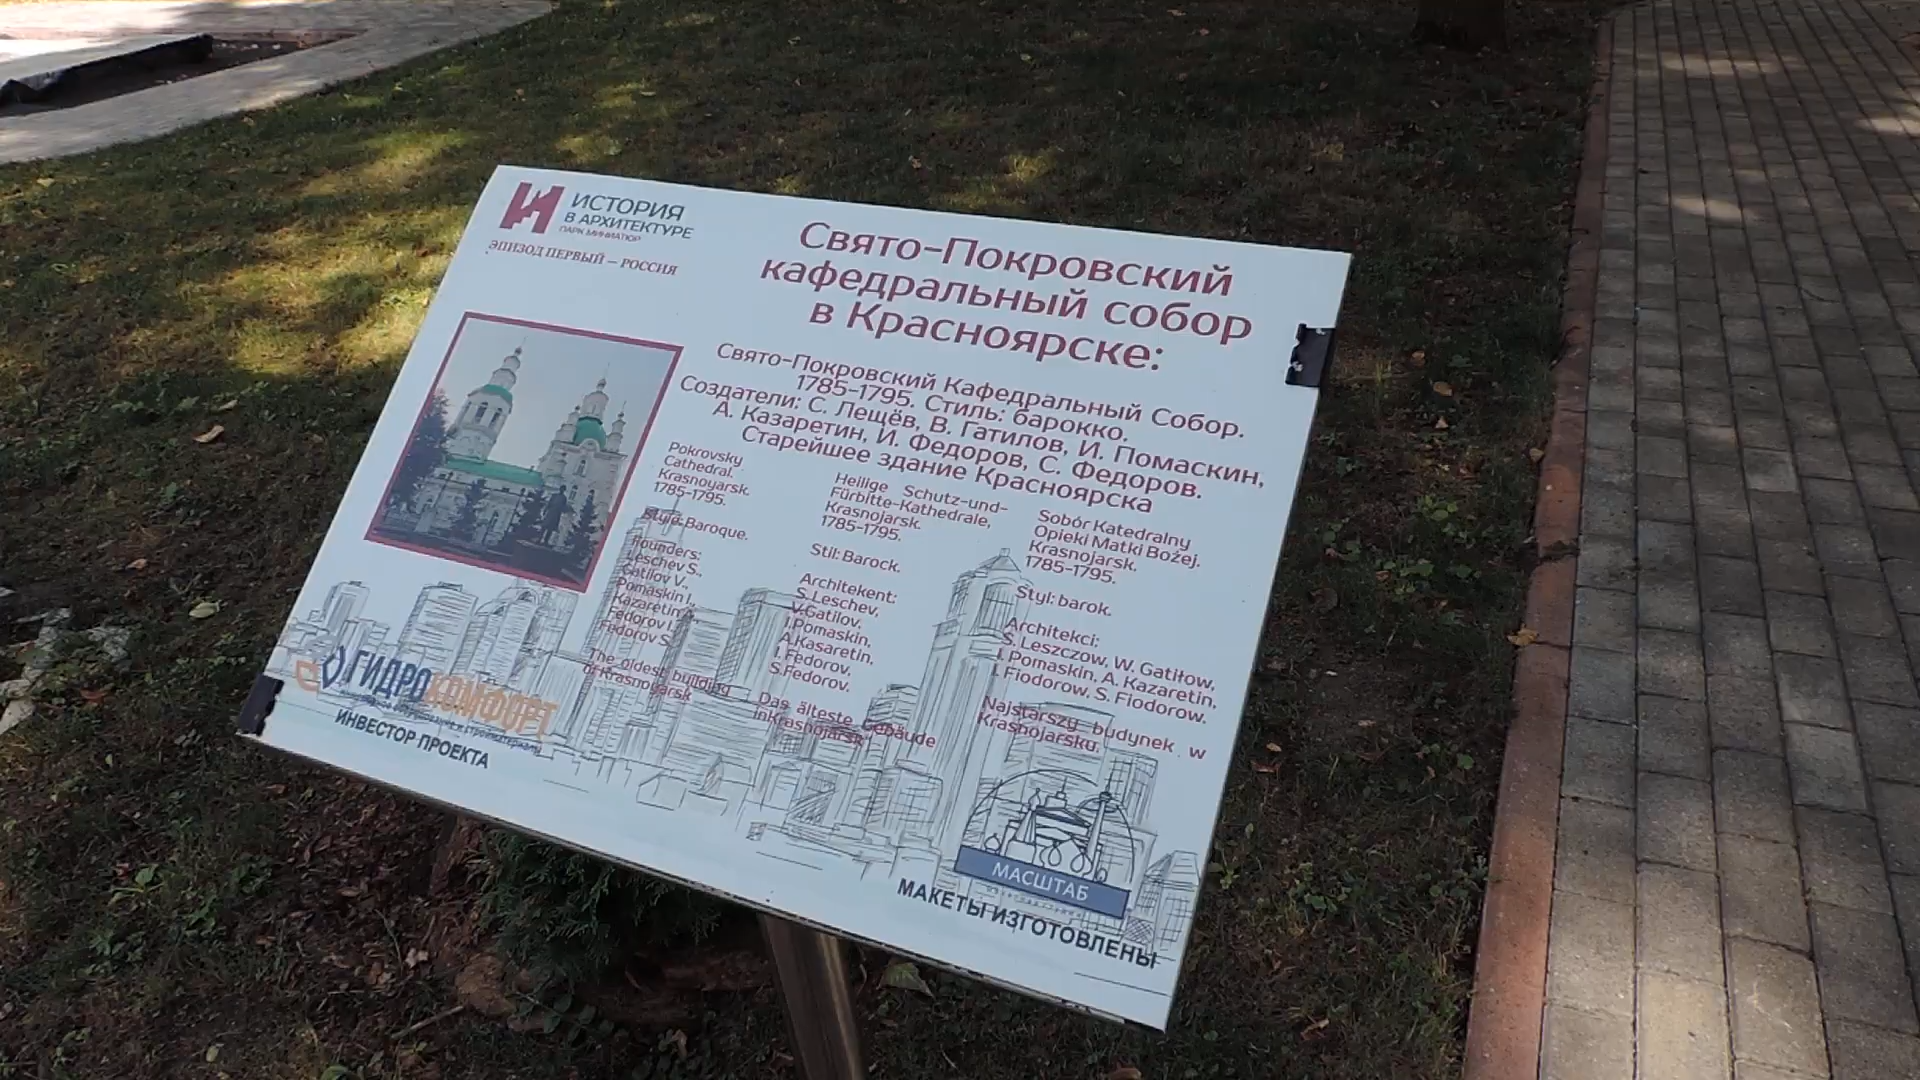 ИСТОРИЯ
В АРХИТЕКТУРЕ
ПАРК МИНИАТЮР
ЭПИЗОД ПЕРВЫЙ — РОССИЯ
Свято-Покровский
кафедральный собор
в Красноярске:
Свято-Покровский Кафедральный Собор.
1785-1795. Стиль: барокко.
Создатели: С. Лещёв, В. Гатилов, И. Помаскин,
А. Казаретин, И. Федоров, С. Федоров.
Старейшее здание Красноярска
Pokrovsky
Cathedral.
Krasnoyarsk.
1785-1795.
Style: Baroque.
Founders:
Leschev S.,
Gatilov V.,
Pomaskin I.,
Kazaretin A.,
Fedorov I.,
Fedorov S.
The oldest building
of Krasnoyarsk
Heilige Schutz-und-
Fürbitte-Kathedrale,
Krasnojarsk.
1785-1795.
Stil: Barock.
Architekent:
S.Leschev,
V.Gatilov,
I.Pomaskin,
A.Kasaretin,
I. Fedorov,
S.Fedorov.
Das älteste Gebäude
inKrasnojarsk
Sobór Katedralny
Opieki Matki Bożej.
Krasnojarsk.
1785-1795.
Styl: barok.
Architekci:
S. Leszczow, W. Gatiłow,
I. Pomaskin, A. Kazaretin,
I. Fiodorow. S. Fiodorow.
Najstarszy budynek w
Krasnojarsku.
ГИДРОКОМФОРТ
ИНВЕСТОР ПРОЕКТА
МАСШТАБ
МАКЕТЫ ИЗГОТОВЛЕНЫ